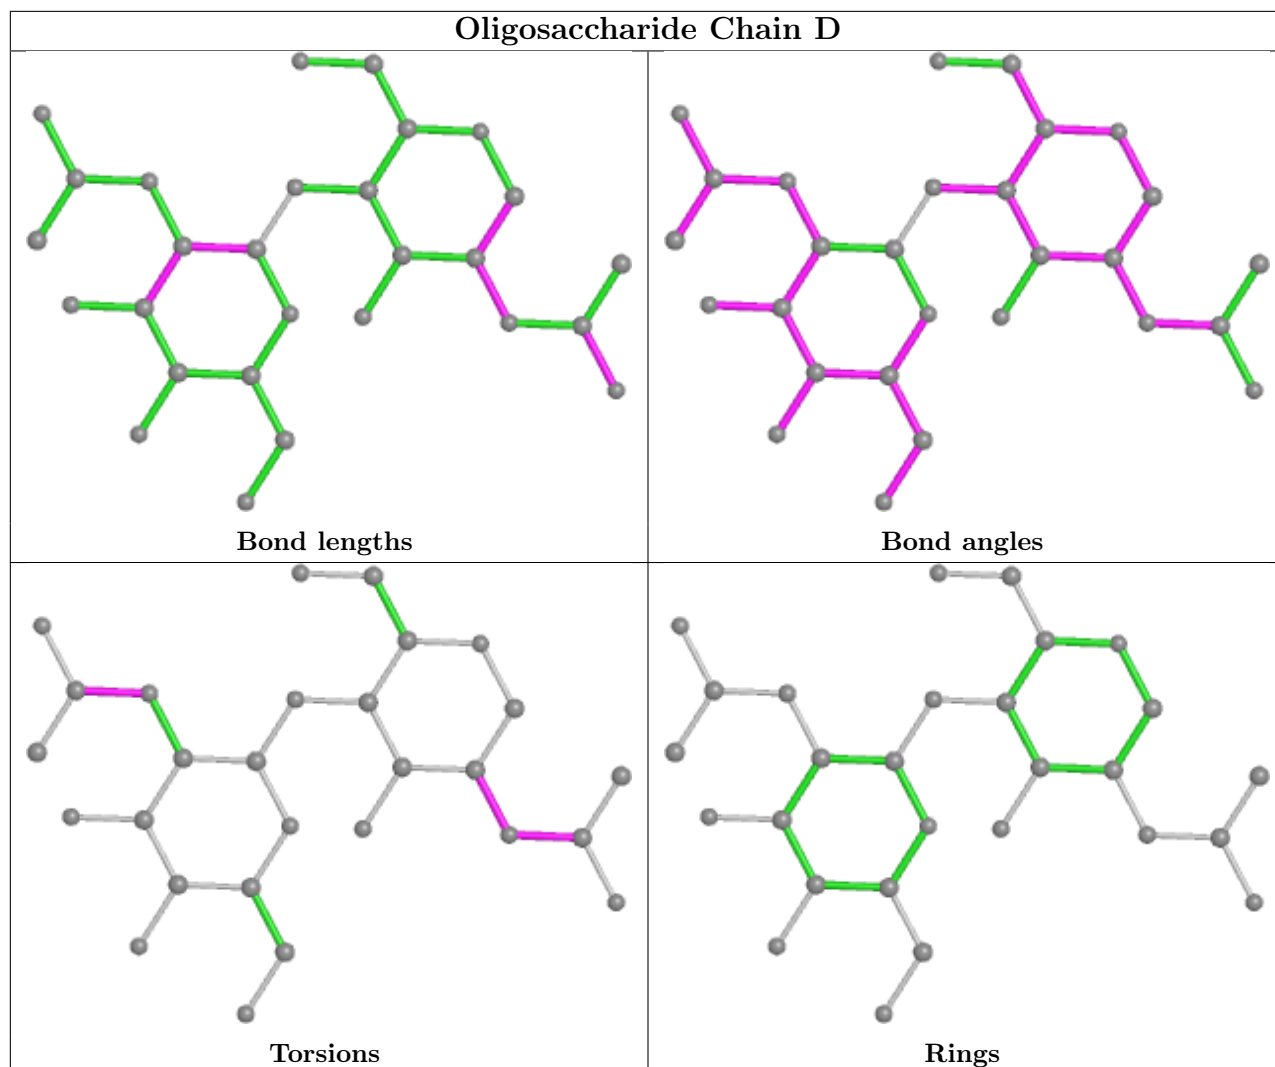 Oligosaccharide Chain D
Bond lengths
Bond angles
Torsions
Rings